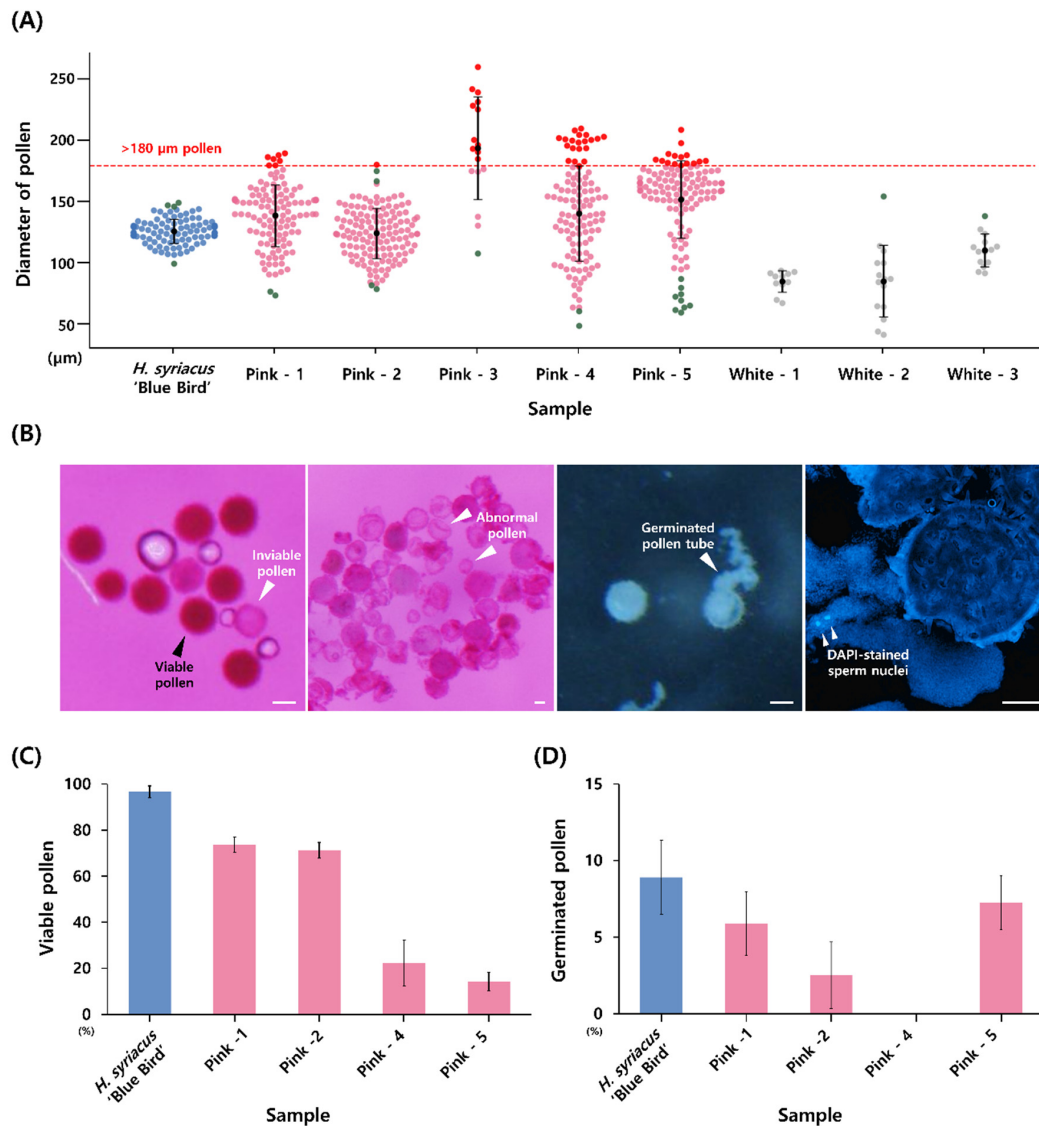 (A)
Diameter of pollen
250
200
150
100
50
(μm)
>180 μm pollen
H. syriacus
'Blue Bird'
Pink - 1
Pink - 2
Pink - 3
Pink - 4
Pink - 5
White - 1
White - 2
White - 3
Sample
(B)
Inviable
pollen
Viable
pollen
Abnormal
pollen
Germinated
pollen tube
DAPI-stained
sperm nuclei
(C)
Viable pollen
100
80
60
40
20
0
(%)
H. syriacus
'Blue Bird'
Pink -1
Pink -2
Pink - 4
Pink - 5
Sample
(D)
Germinated pollen
15
10
5
0
(%)
H. syriacus
'Blue Bird'
Pink -1
Pink -2
Pink - 4
Pink - 5
Sample